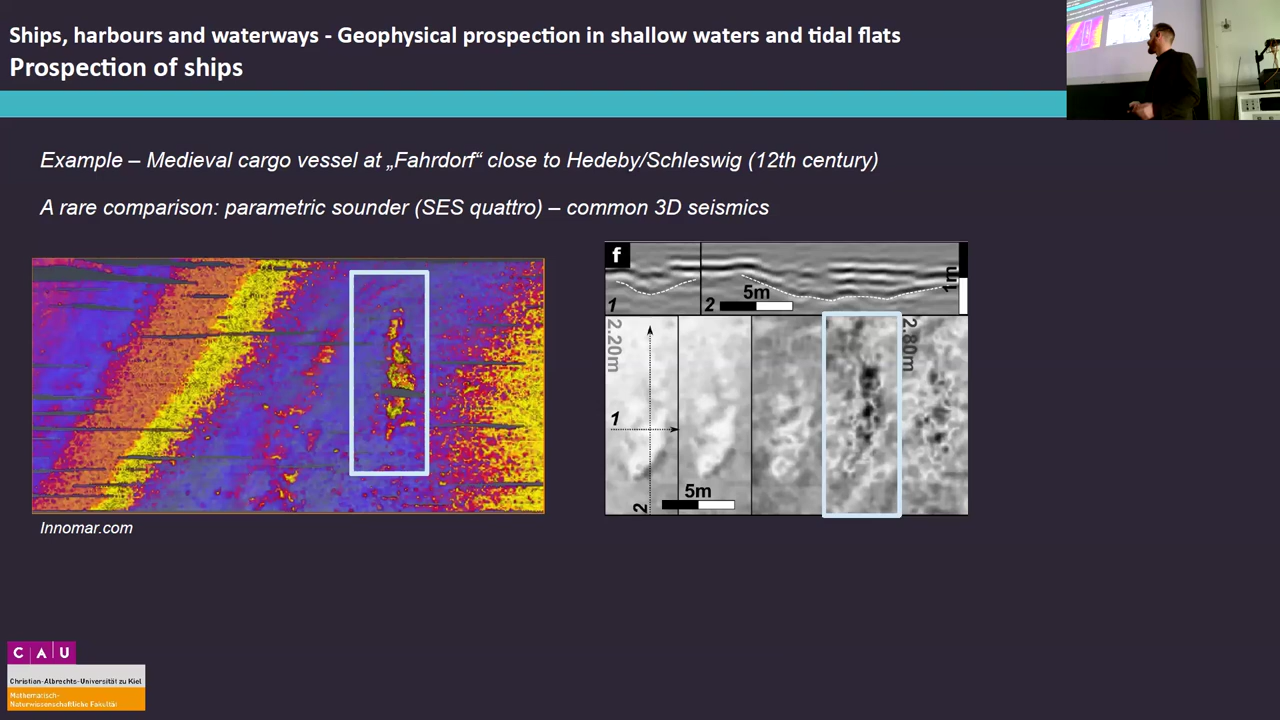 Ships, harbours and waterways - Geophysical prospection in shallow waters and tidal flats
Prospection of ships
Example – Medieval cargo vessel at „Fahrdorf“ close to Hedeby/Schleswig (12th century)
A rare comparison: parametric sounder (SES quattro) – common 3D seismics
f
1m
5m
1
2
2.20m
2.80m
1
5m
2
Innomar.com
CAU
Christian-Albrechts-Universität zu Kiel
Mathematisch-
Naturwissenschaftliche Fakultät